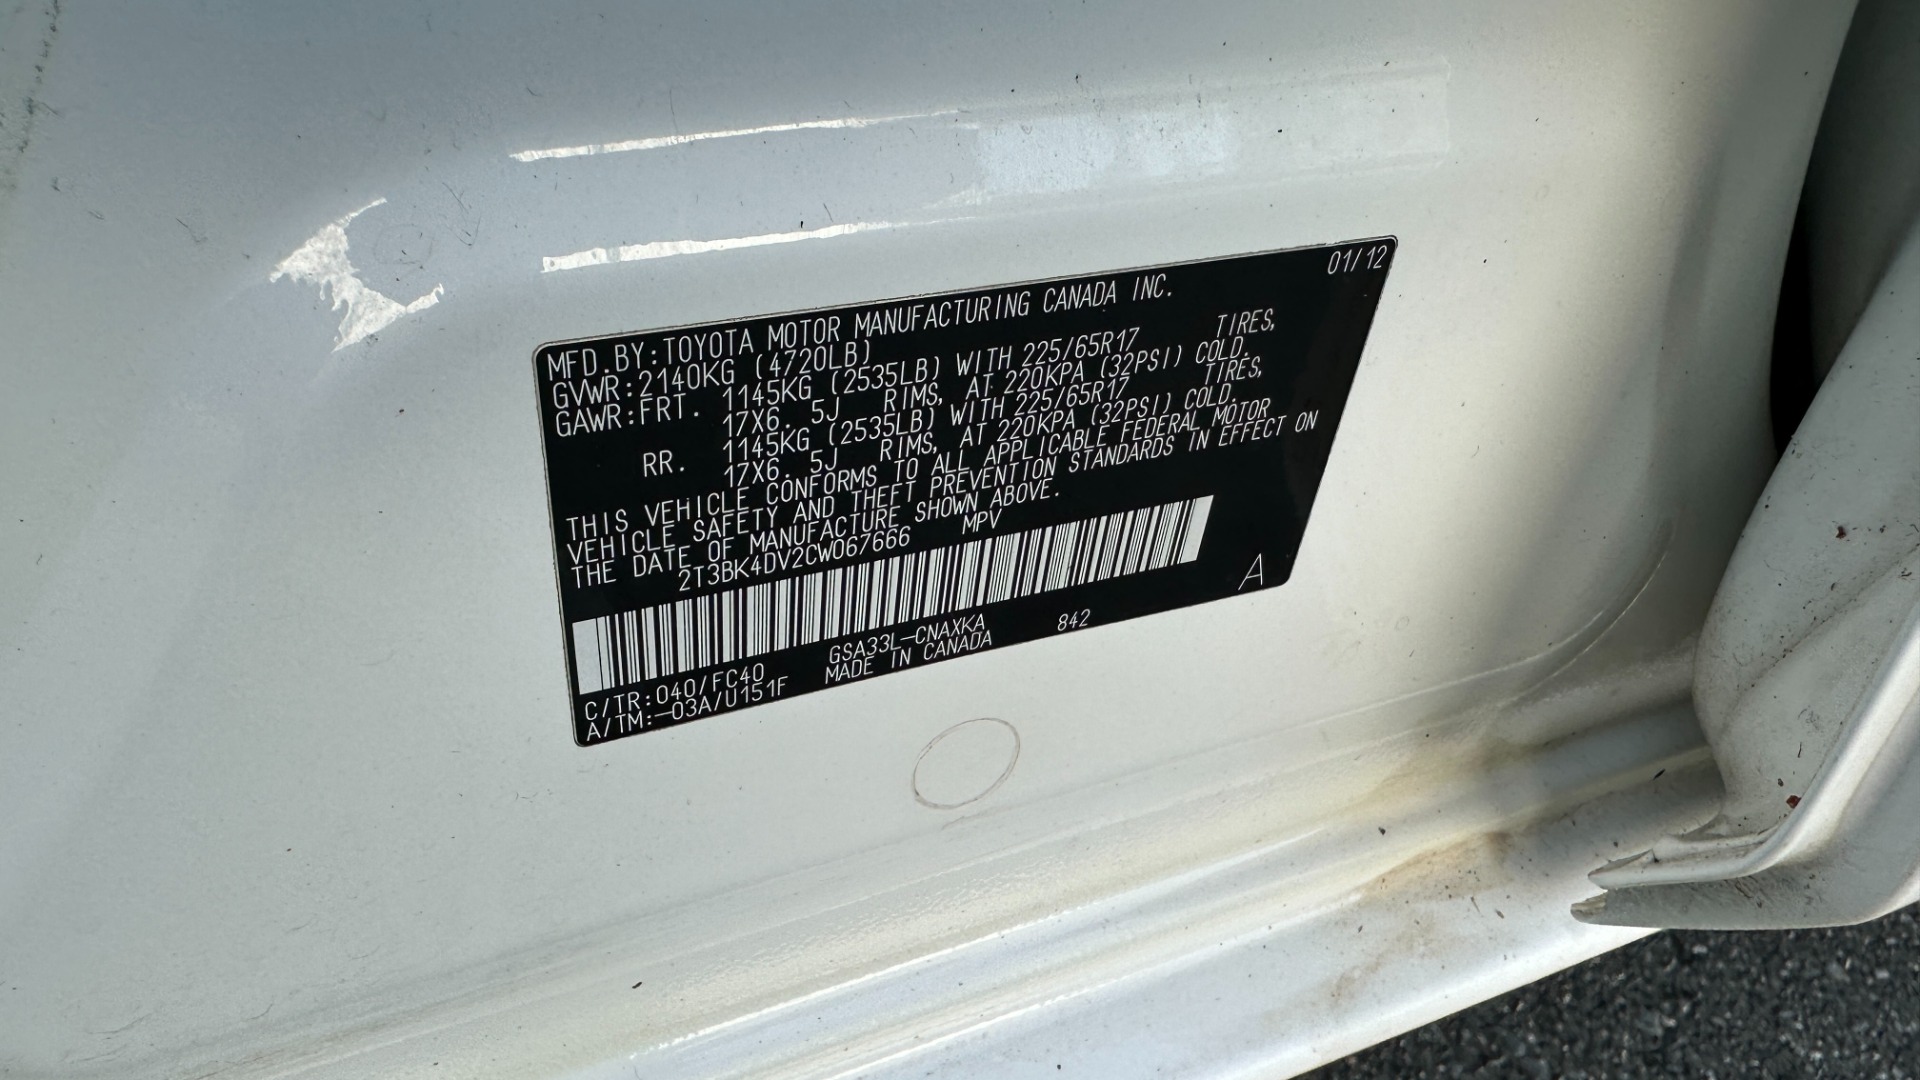 01/12
MFD.BY:TOYOTA MOTOR MANUFACTURING CANADA INC.
GVWR:2140KG (4720LB)
GAWR:FRT. 1145KG (2535LB) WITH 225/65R17 TIRES,
17X6.5J RIMS, AT 220KPA (32PSI) COLD.
RR. 1145KG (2535LB) WITH 225/65R17 TIRES,
17X6.5J RIMS, AT 220KPA (32PSI) COLD.
THIS VEHICLE CONFORMS TO ALL APPLICABLE FEDERAL MOTOR
VEHICLE SAFETY AND THEFT PREVENTION STANDARDS IN EFFECT ON
THE DATE OF MANUFACTURE SHOWN ABOVE.
2T3BK4DV2CW067666 MPV
A
C/TR:040/FC40 GSA33L-CNAXKA 842
A/TM:-03A/U151F MADE IN CANADA